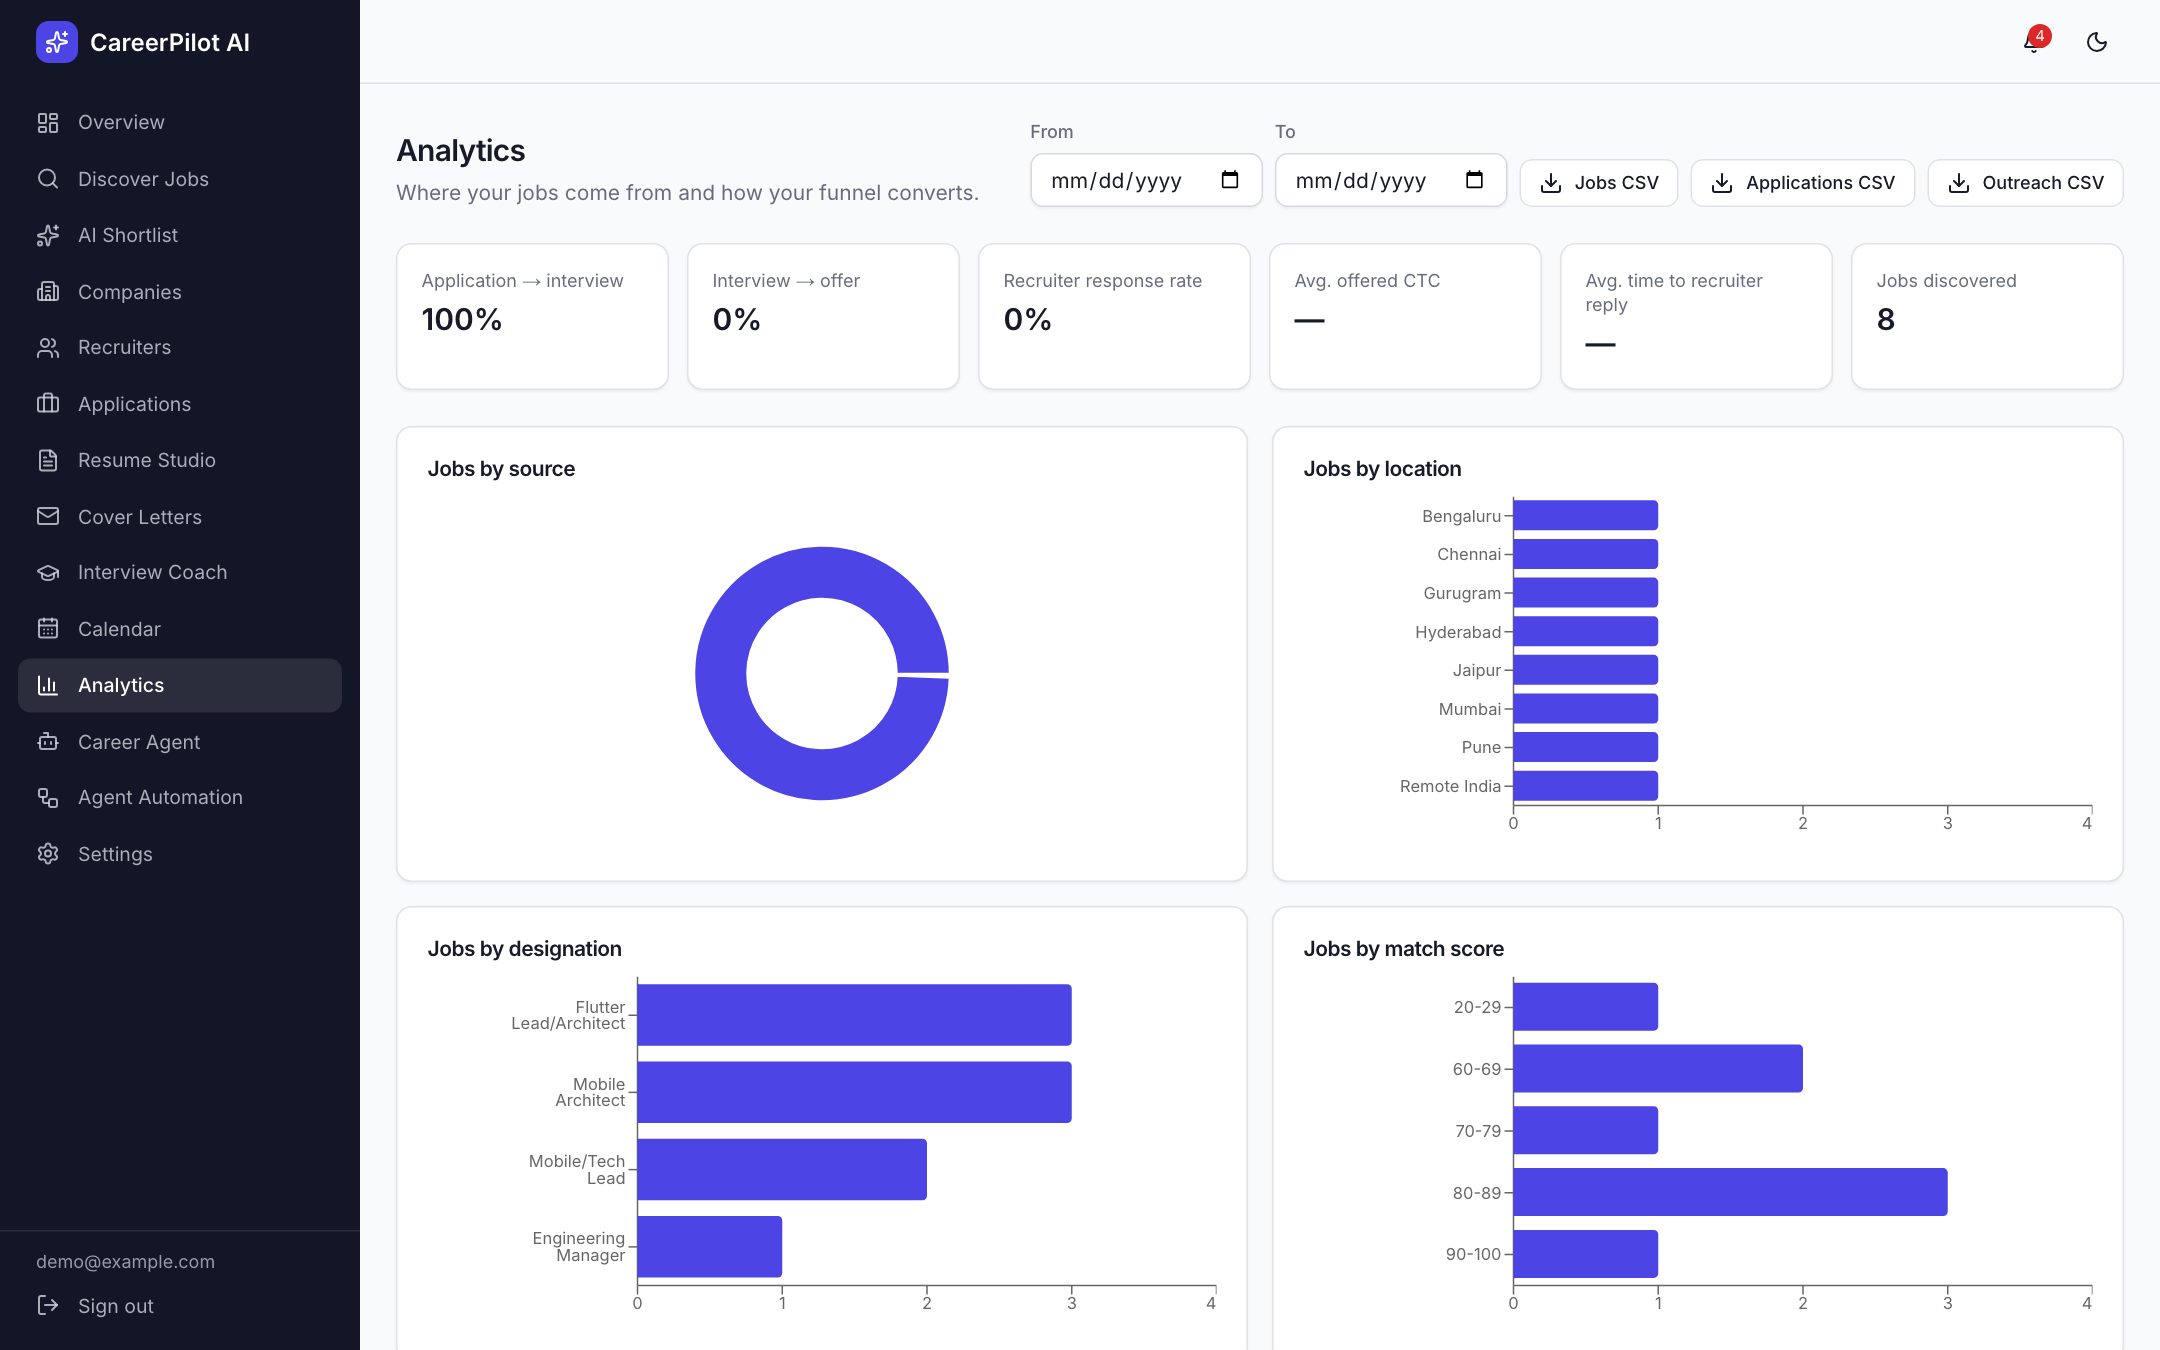 CareerPilot AI
Overview
Discover Jobs
AI Shortlist
Companies
Recruiters
Applications
Resume Studio
Cover Letters
Interview Coach
Calendar
Analytics
Career Agent
Agent Automation
Settings
demo@example.com
Sign out
4
Analytics
Where your jobs come from and how your funnel converts.
From
mm/dd/yyyy
To
mm/dd/yyyy
Jobs CSV
Applications CSV
Outreach CSV
Application → interview
100%
Interview → offer
0%
Recruiter response rate
0%
Avg. offered CTC
—
Avg. time to recruiter
reply
—
Jobs discovered
8
Jobs by source
Jobs by location
Bengaluru
Chennai
Gurugram
Hyderabad
Jaipur
Mumbai
Pune
Remote India
0 1 2 3 4
Jobs by designation
Flutter
Lead/Architect
Mobile
Architect
Mobile/Tech
Lead
Engineering
Manager
0 1 2 3 4
Jobs by match score
20-29
60-69
70-79
80-89
90-100
0 1 2 3 4